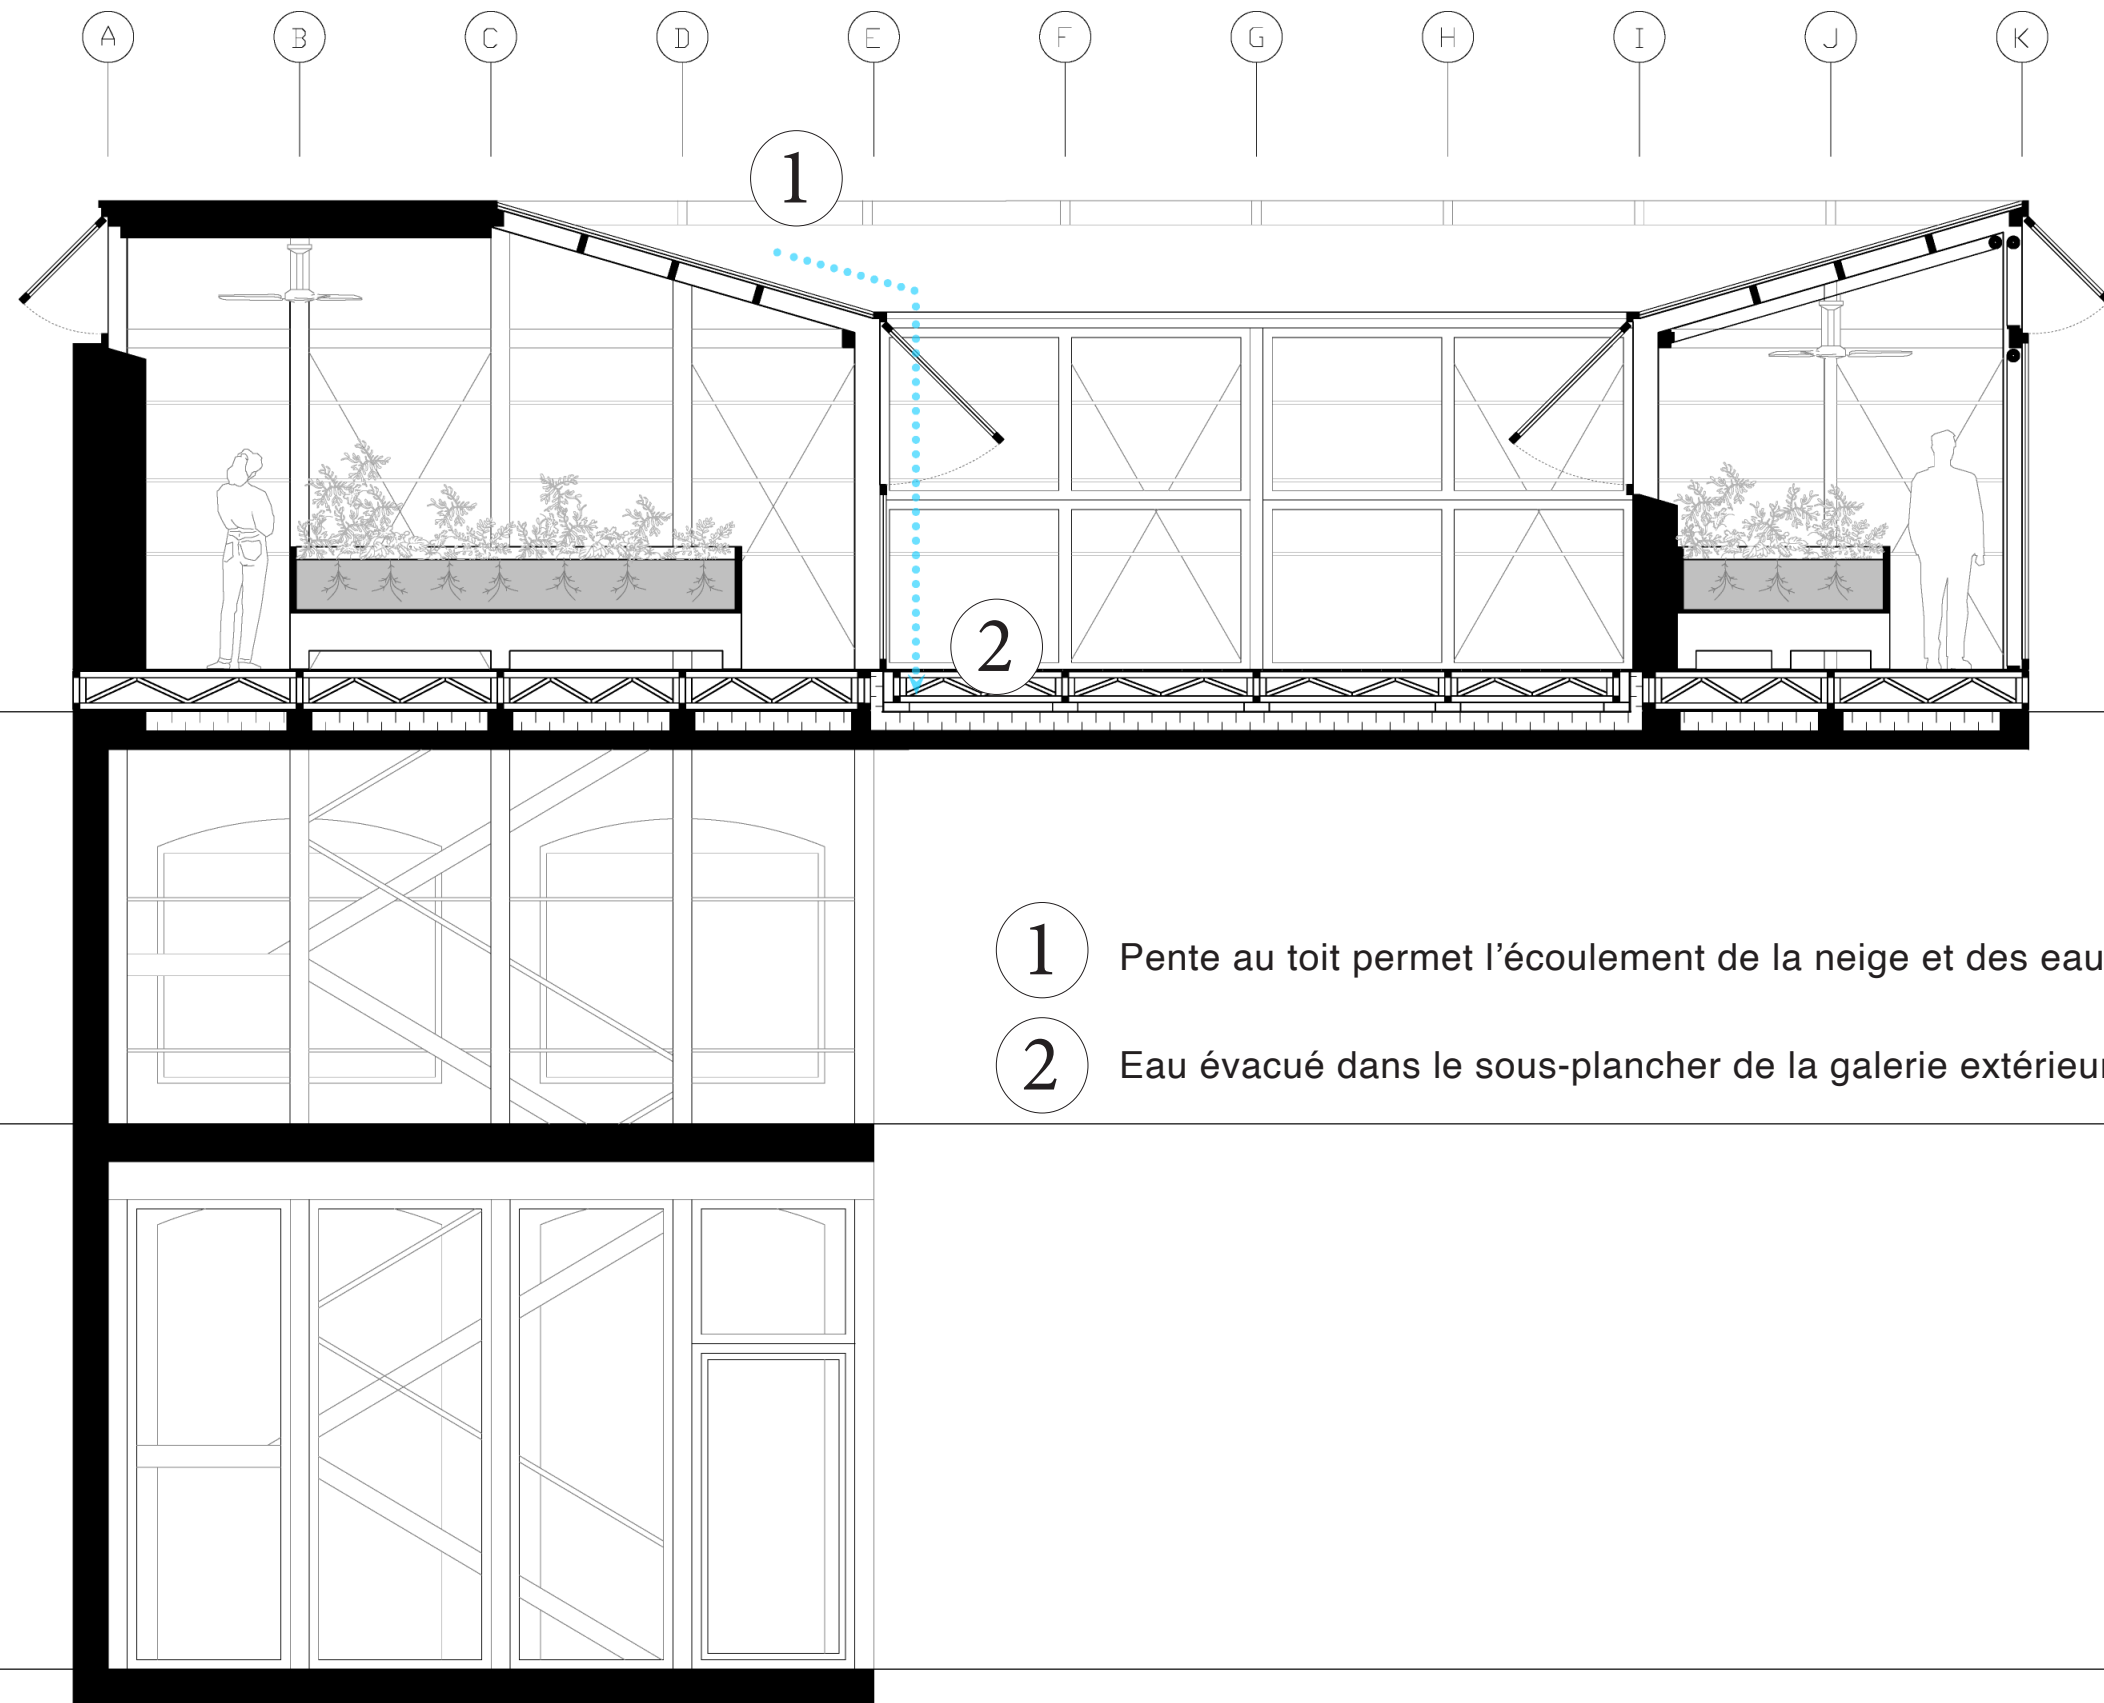 A B C D E F G H I J K
1
2
1 Pente au toit permet l’écoulement de la neige et des eau
2 Eau évacué dans le sous-plancher de la galerie extérieur